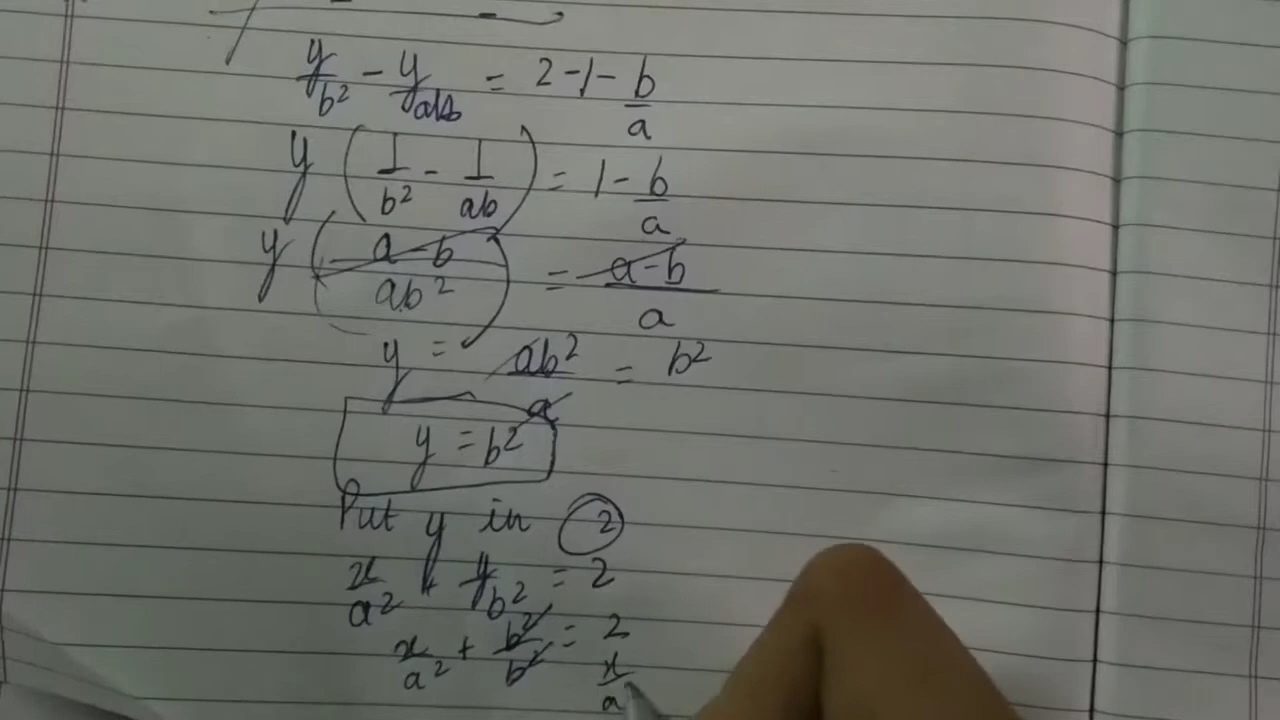 y/b² - y/ab = 2-1-b/a
y (1/b² - 1/ab) = 1-b/a
y (a-b/ab²) = a-b/a
y = ab²/a = b²
y = b²
Put y in ②
x/a² + y/b² = 2
x/a² + b²/b² = 2
x/a